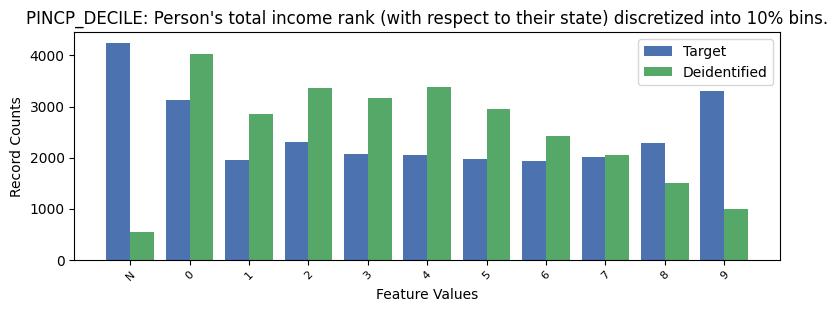 PINCP_DECILE: Person's total income rank (with respect to their state) discretized into 10% bins.
Target
Deidentified
Record Counts
4000
3000
2000
1000
0
N 0 1 2 3 4 5 6 7 8 9
Feature Values